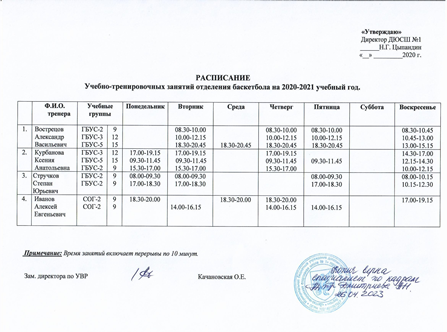 «Утверждаю»
Директор ДЮСШ №1
Н.Г. Цыпандин
«__» ________2020 г.
РАСПИСАНИЕ
Учебно-тренировочных занятий отделения баскетбола на 2020-2021 учебный год.
Ф.И.О. тренера Учебные группы Понедельник Вторник Среда Четверг Пятница Суббота Воскресенье
1. Вострецов ГБУС-2 9 08.30-10.00 08.30-10.00 08.30-10.00 08.30-10.45
Александр ГБУС-3 12 10.00-12.15 10.00-12.15 10.00-12.15 10.45-13.00
Васильевич ГБУС-5 15 18.30-20.45 18.30-20.45 18.30-20.45 18.30-20.45 13.00-15.15
2. Курбанова ГБУС-3 12 17.00-19.15 17.00-19.15 17.00-19.15 14.30-17.00
Ксения ГБУС-5 15 09.30-11.45 09.30-11.45 09.30-11.45 09.30-11.45 12.15-14.30
Анатольевна ГБУС-2 9 15.30-17.00 15.30-17.00 15.30-17.00 10.00-12.15
3. Стручков ГБУС-2 9 08.00-09.30 08.00-09.30 08.00-09.30 08.00-10.15
Степан ГБУС-2 9 17.00-18.30 17.00-18.30 17.00-18.30 10.15-12.30
Юрьевич
4. Иванов СОГ-2 9 18.30-20.00 18.30-20.00 18.30-20.00 17.00-19.15
Алексей СОГ-2 9 14.00-16.15 14.00-16.15 14.00-16.15
Евгеньевич
Примечание: Время занятий включает перерывы по 10 минут.
Зам. директора по УВР Качановская О.Е.
Копия верна
специалист по кадрам